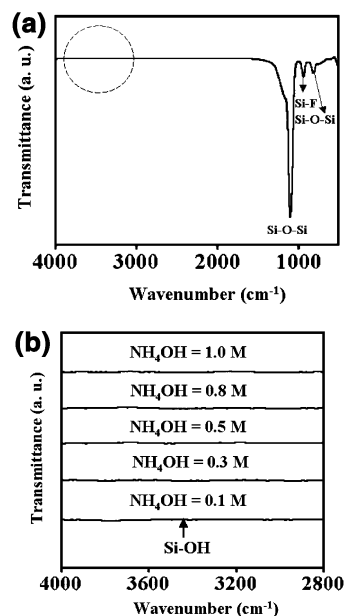 (a)
Transmittance (a. u.)
Si-F
Si-O-Si
Si-O-Si
4000 3000 2000 1000
Wavenumber (cm⁻¹)
(b)
Transmittance (a. u.)
NH₄OH = 1.0 M
NH₄OH = 0.8 M
NH₄OH = 0.5 M
NH₄OH = 0.3 M
NH₄OH = 0.1 M
Si-OH
4000 3600 3200 2800
Wavenumber (cm⁻¹)